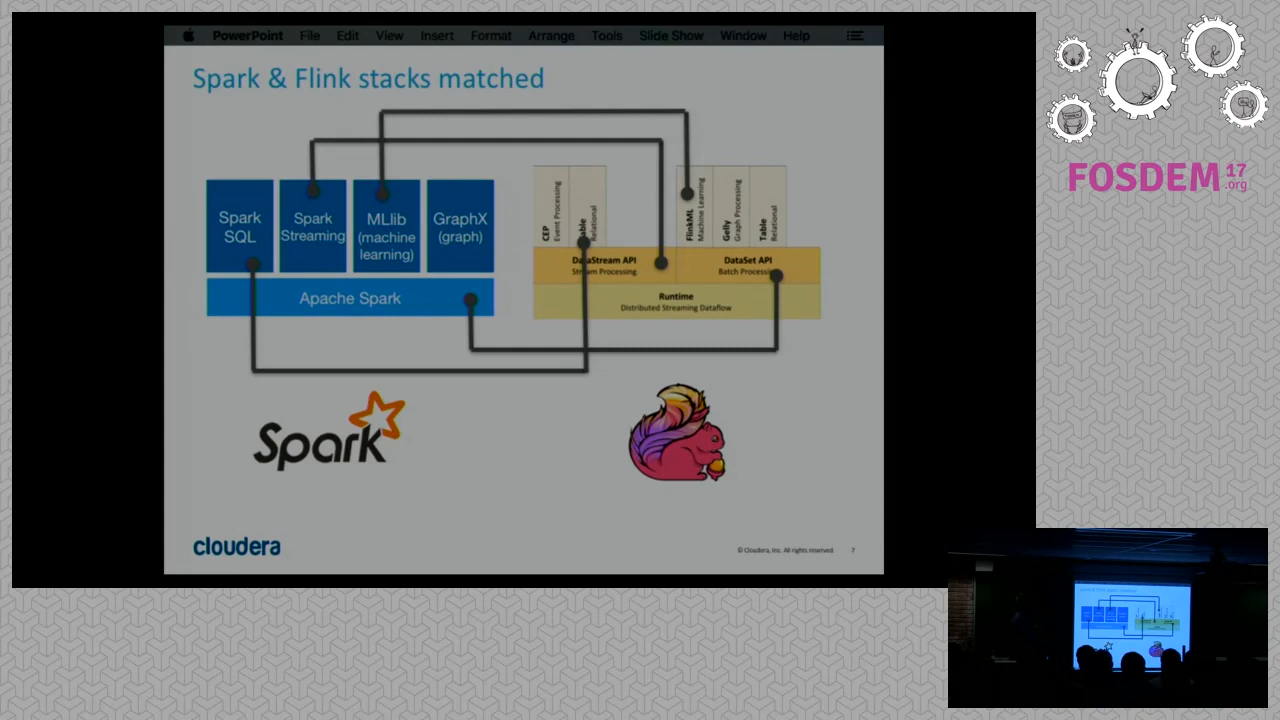 PowerPoint File Edit View Insert Format Arrange Tools Slide Show Window Help
Spark & Flink stacks matched
Spark
SQL
Spark
Streaming
MLlib
(machine
learning)
GraphX
(graph)
Apache Spark
CEP
Event Processing
Relational
FlinkML
Machine Learning
Gelly
Graph Processing
Table
Relational
DataStream API
Stream Processing
DataSet API
Batch Processing
Runtime
Distributed Streaming Dataflow
Spark
cloudera
© Cloudera, Inc. All rights reserved. 7
FOSDEM 17
.org